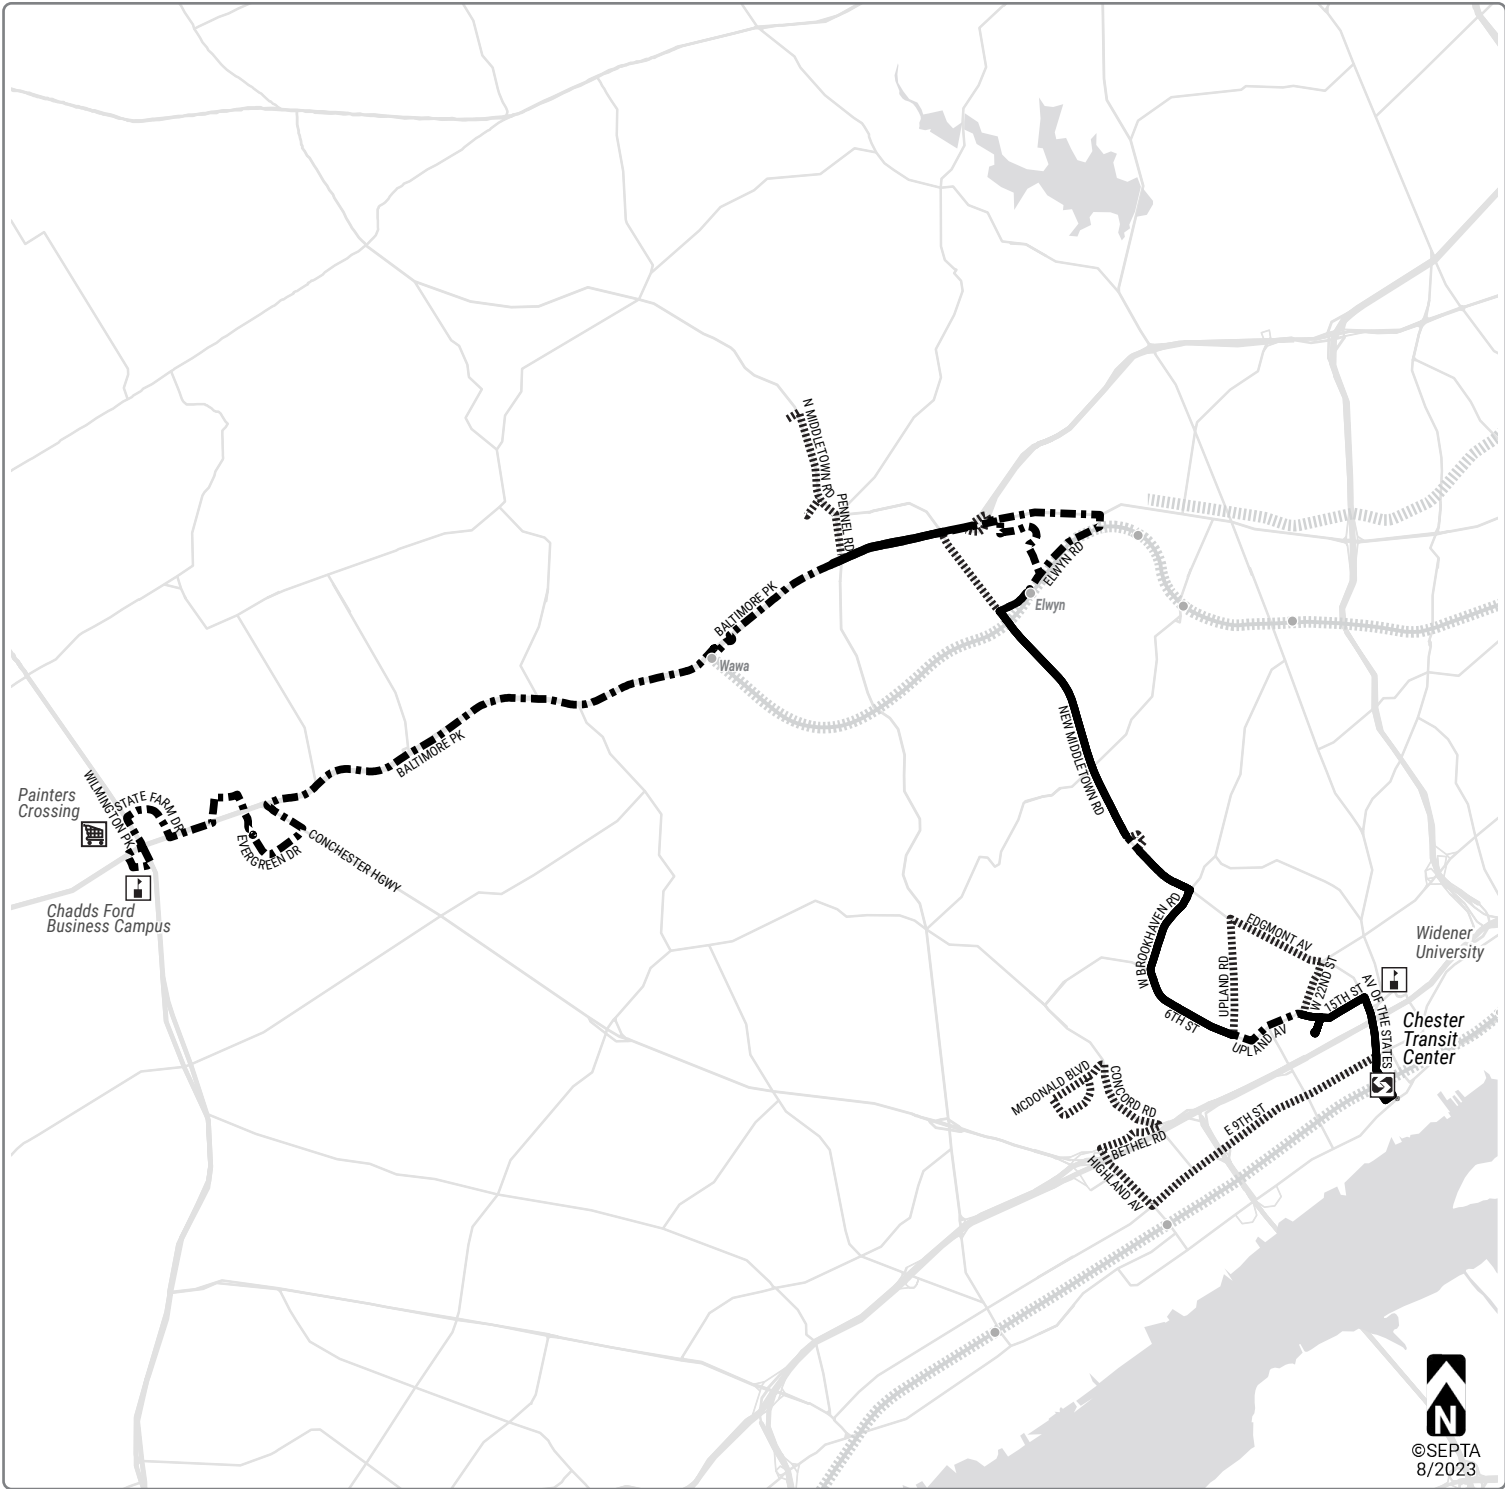 N MIDDLETOWN RD
PENNEL RD
ELWYN RD
Elwyn
BALTIMORE PK
Wawa
NEW MIDDLETOWN RD
BALTIMORE PK
WILMINGTON PK
STATE FARM DR
Painters
Crossing
EVERGREEN DR
CONCHESTER HGWY
Chadds Ford
Business Campus
W BROOKHAVEN RD
EDGMONT AV
UPLAND RD
W 22ND ST
Widener
University
15TH ST
AV OF THE STATES
6TH ST
UPLAND AV
Chester
Transit
Center
MCDONALD BLVD
CONCORD RD
BETHEL RD
E 9TH ST
HIGHLAND AV
N
©SEPTA
8/2023